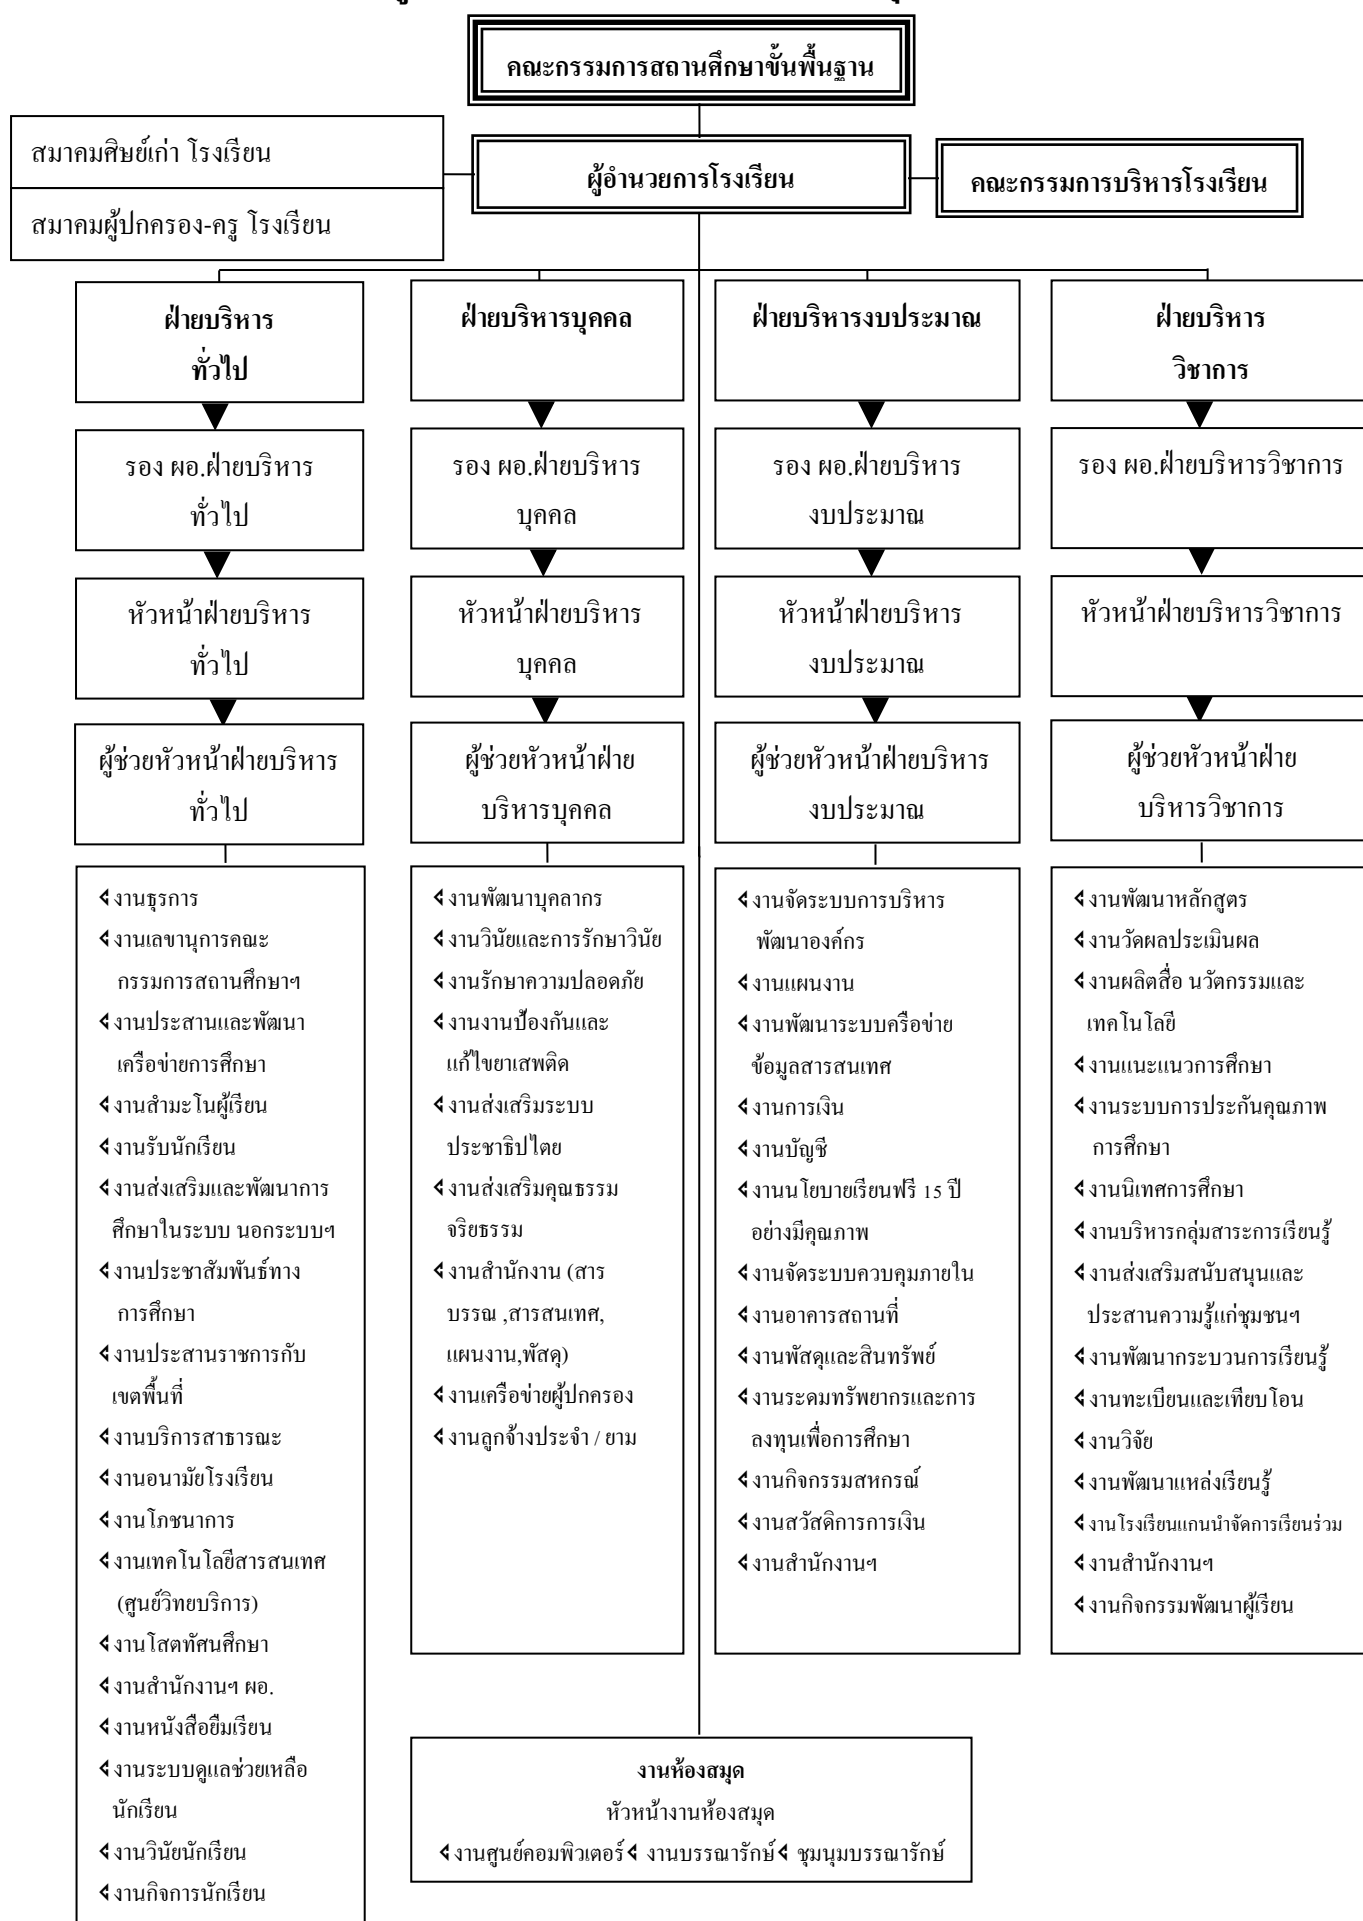 คณะกรรมการสถานศึกษาขั้นพื้นฐาน
สมาคมศิษย์เก่า โรงเรียน
สมาคมผู้ปกครอง-ครู โรงเรียน
ผู้อำนวยการโรงเรียน
คณะกรรมการบริหารโรงเรียน
ฝ่ายบริหาร
ทั่วไป
รอง ผอ.ฝ่ายบริหาร
ทั่วไป
หัวหน้าฝ่ายบริหาร
ทั่วไป
ผู้ช่วยหัวหน้าฝ่ายบริหาร
ทั่วไป
งานธุรการ
งานเลขานุการคณะ
กรรมการสถานศึกษาฯ
งานประสานและพัฒนา
เครือข่ายการศึกษา
งานสำมะโนผู้เรียน
งานรับนักเรียน
งานส่งเสริมและพัฒนาการ
ศึกษาในระบบ นอกระบบฯ
งานประชาสัมพันธ์ทาง
การศึกษา
งานประสานราชการกับ
เขตพื้นที่
งานบริการสาธารณะ
งานอนามัยโรงเรียน
งานโภชนาการ
งานเทคโนโลยีสารสนเทศ
(ศูนย์วิทยบริการ)
งานโสตทัศนศึกษา
งานสำนักงานฯ ผอ.
งานหนังสือยืมเรียน
งานระบบดูแลช่วยเหลือ
นักเรียน
งานวินัยนักเรียน
งานกิจการนักเรียน
ฝ่ายบริหารบุคคล
รอง ผอ.ฝ่ายบริหาร
บุคคล
หัวหน้าฝ่ายบริหาร
บุคคล
ผู้ช่วยหัวหน้าฝ่าย
บริหารบุคคล
งานพัฒนาบุคลากร
งานวินัยและการรักษาวินัย
งานรักษาความปลอดภัย
งานงานป้องกันและ
แก้ไขยาเสพติด
งานส่งเสริมระบบ
ประชาธิปไตย
งานส่งเสริมคุณธรรม
จริยธรรม
งานสำนักงาน (สาร
บรรณ ,สารสนเทศ,
แผนงาน,พัสดุ)
งานเครือข่ายผู้ปกครอง
งานลูกจ้างประจำ / ยาม
ฝ่ายบริหารงบประมาณ
รอง ผอ.ฝ่ายบริหาร
งบประมาณ
หัวหน้าฝ่ายบริหาร
งบประมาณ
ผู้ช่วยหัวหน้าฝ่ายบริหาร
งบประมาณ
งานจัดระบบการบริหาร
พัฒนาองค์กร
งานแผนงาน
งานพัฒนาระบบครือข่าย
ข้อมูลสารสนเทศ
งานการเงิน
งานบัญชี
งานนโยบายเรียนฟรี 15 ปี
อย่างมีคุณภาพ
งานจัดระบบควบคุมภายใน
งานอาคารสถานที่
งานพัสดุและสินทรัพย์
งานระดมทรัพยากรและการ
ลงทุนเพื่อการศึกษา
งานกิจกรรมสหกรณ์
งานสวัสดิการการเงิน
งานสำนักงานฯ
ฝ่ายบริหาร
วิชาการ
รอง ผอ.ฝ่ายบริหารวิชาการ
หัวหน้าฝ่ายบริหารวิชาการ
ผู้ช่วยหัวหน้าฝ่าย
บริหารวิชาการ
งานพัฒนาหลักสูตร
งานวัดผลประเมินผล
งานผลิตสื่อ นวัตกรรมและ
เทคโนโลยี
งานแนะแนวการศึกษา
งานระบบการประกันคุณภาพ
การศึกษา
งานนิเทศการศึกษา
งานบริหารกลุ่มสาระการเรียนรู้
งานส่งเสริมสนับสนุนและ
ประสานความรู้แก่ชุมชนฯ
งานพัฒนากระบวนการเรียนรู้
งานทะเบียนและเทียบโอน
งานวิจัย
งานพัฒนาแหล่งเรียนรู้
งานโรงเรียนแกนนำจัดการเรียนร่วม
งานสำนักงานฯ
งานกิจกรรมพัฒนาผู้เรียน
งานห้องสมุด
หัวหน้างานห้องสมุด
งานศูนย์คอมพิวเตอร์ งานบรรณารักษ์ ชุมนุมบรรณารักษ์